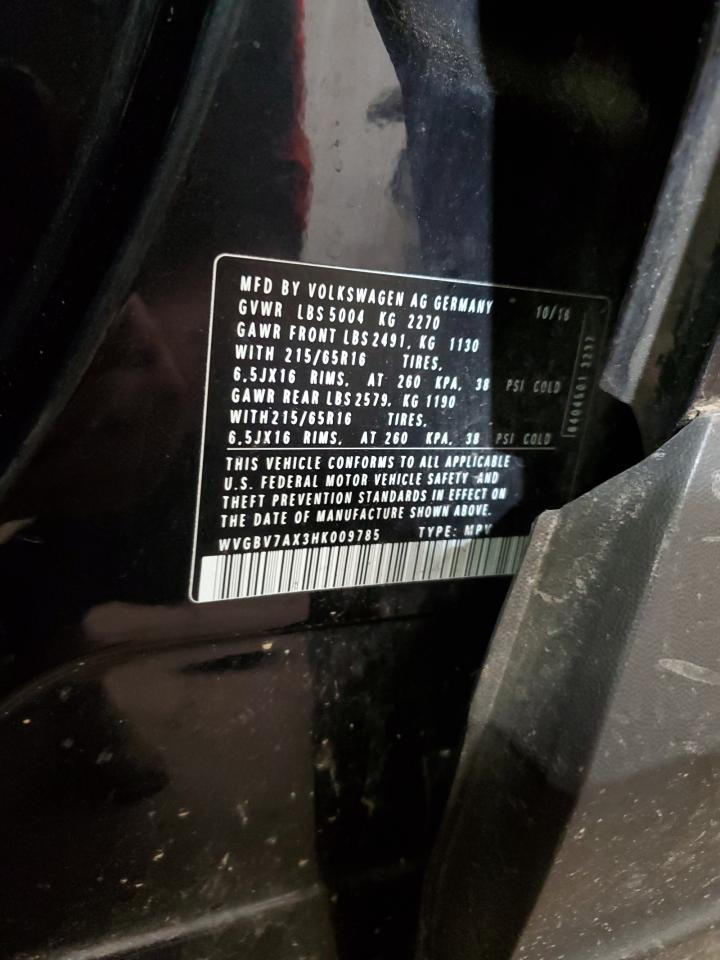 MFD BY VOLKSWAGEN AG GERMANY 10/16
GVWR LBS 5004 KG 2270
GAWR FRONT LBS 2491, KG 1130
WITH 215/65R16 TIRES,
6.5JX16 RIMS, AT 260 KPA, 38 PSI COLD
GAWR REAR LBS 2579, KG 1190
WITH 215/65R16 TIRES,
6.5JX16 RIMS, AT 260 KPA, 38 PSI COLD
THIS VEHICLE CONFORMS TO ALL APPLICABLE
U.S. FEDERAL MOTOR VEHICLE SAFETY AND
THEFT PREVENTION STANDARDS IN EFFECT ON
THE DATE OF MANUFACTURE SHOWN ABOVE.
WVGBV7AX3HK009785 TYPE: MPV